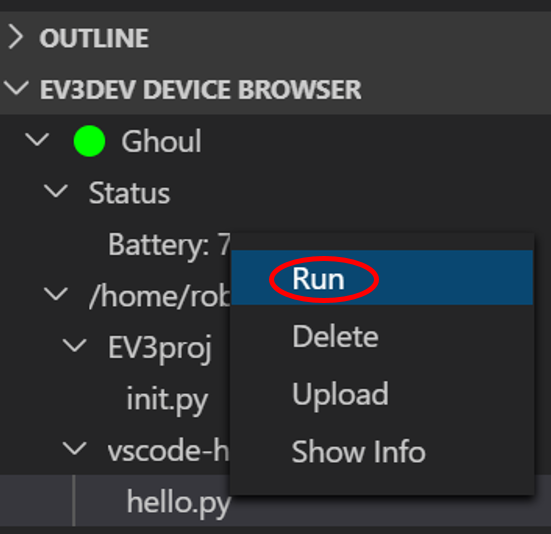 OUTLINE
EV3DEV DEVICE BROWSER
Ghoul
Status
Battery: 7
Run
/home/rob
Delete
EV3proj
init.py
Upload
vscode-h
Show Info
hello.py